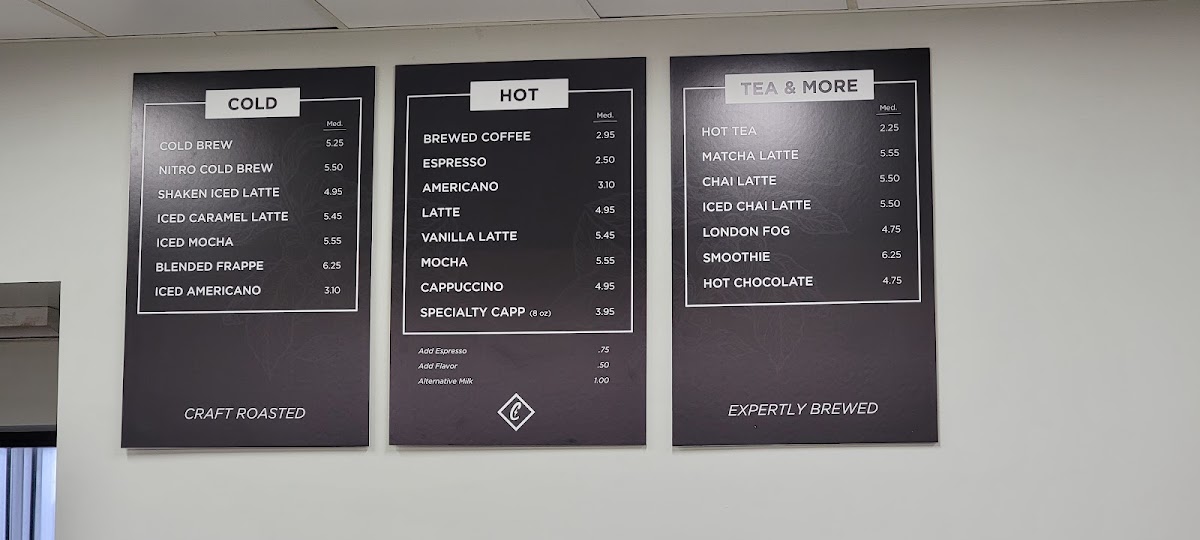 COLD
Med.
COLD BREW 5.25
NITRO COLD BREW 5.50
SHAKEN ICED LATTE 4.95
ICED CARAMEL LATTE 5.45
ICED MOCHA 5.55
BLENDED FRAPPE 6.25
ICED AMERICANO 3.10
CRAFT ROASTED
HOT
Med.
BREWED COFFEE 2.95
ESPRESSO 2.50
AMERICANO 3.10
LATTE 4.95
VANILLA LATTE 5.45
MOCHA 5.55
CAPPUCCINO 4.95
SPECIALTY CAPP (8 oz) 3.95
Add Espresso .75
Add Flavor .50
Alternative Milk 1.00
C
TEA & MORE
Med.
HOT TEA 2.25
MATCHA LATTE 5.55
CHAI LATTE 5.50
ICED CHAI LATTE 5.50
LONDON FOG 4.75
SMOOTHIE 6.25
HOT CHOCOLATE 4.75
EXPERTLY BREWED